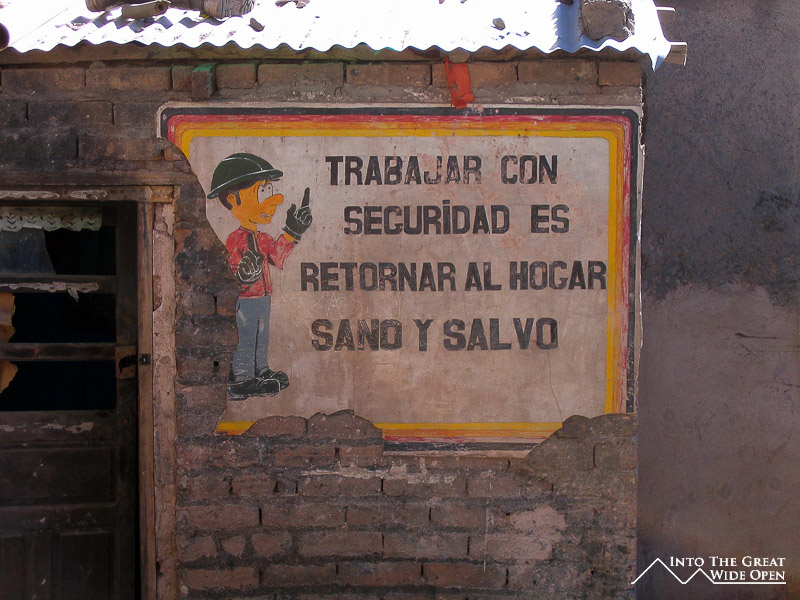 TRABAJAR CON
SEGURIDAD ES
RETORNAR AL HOGAR
SANO Y SALVO
INTO THE GREAT
WIDE OPEN